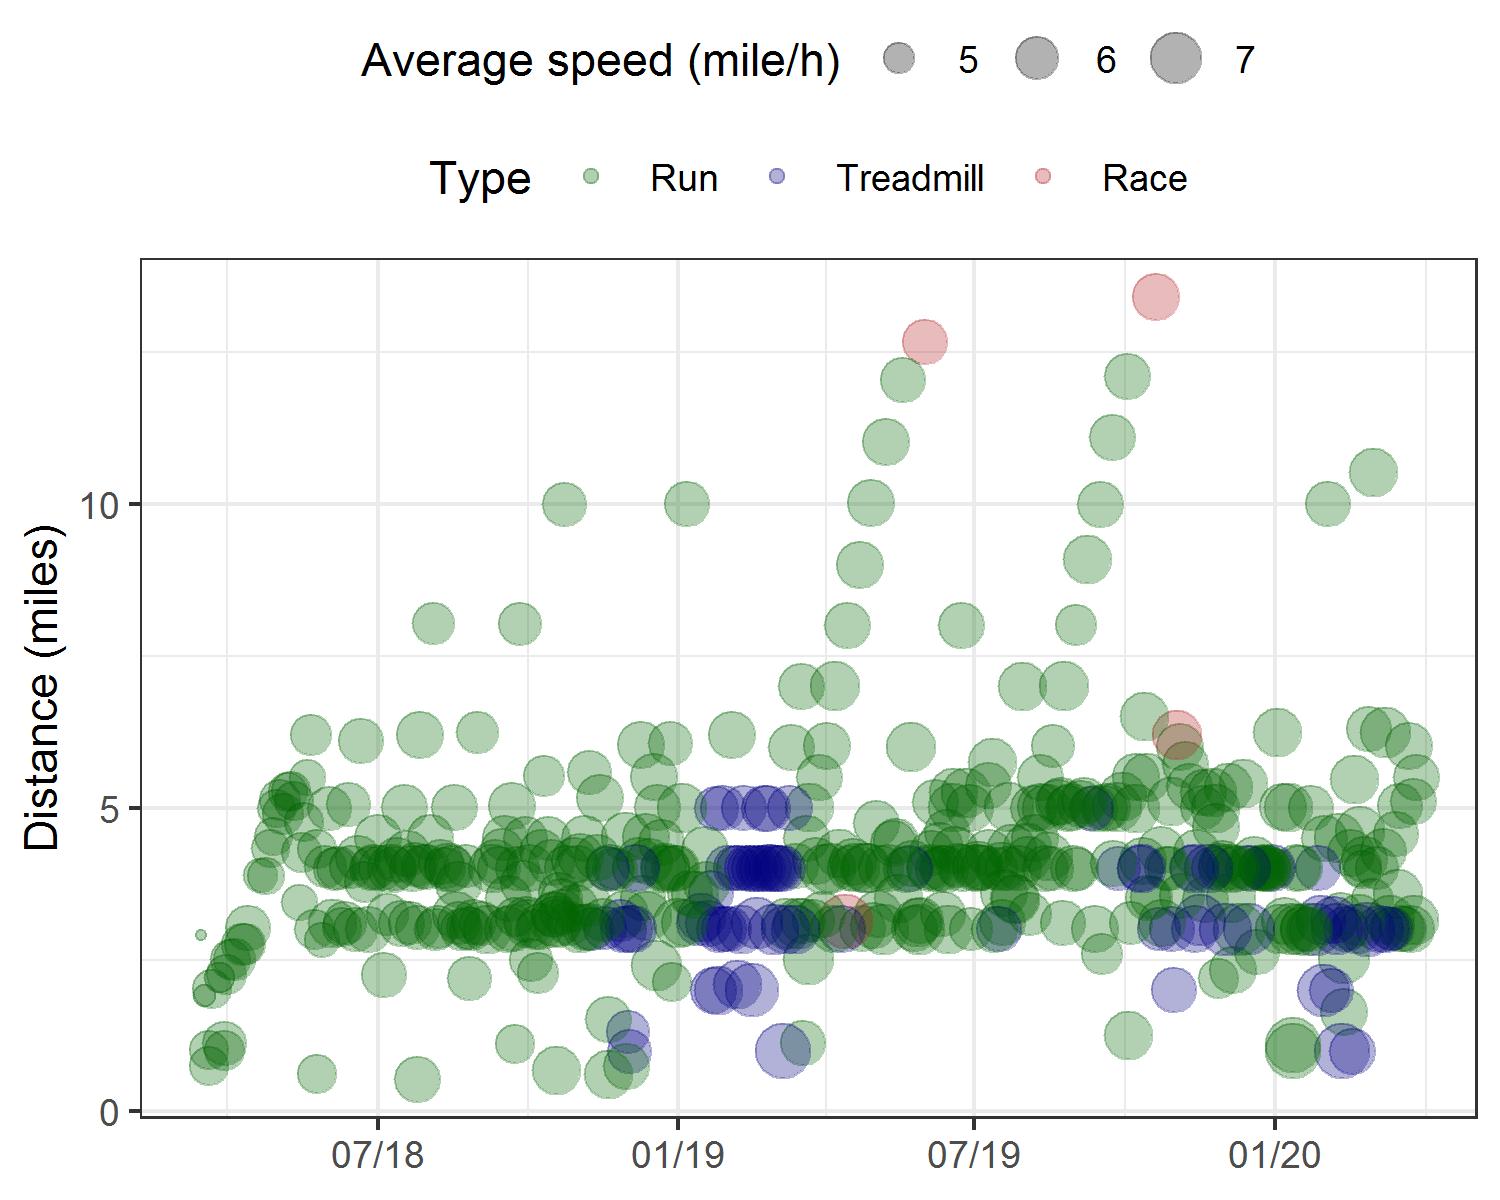 Average speed (mile/h) 5 6 7
Type Run Treadmill Race
Distance (miles)
10
5
0
07/18 01/19 07/19 01/20